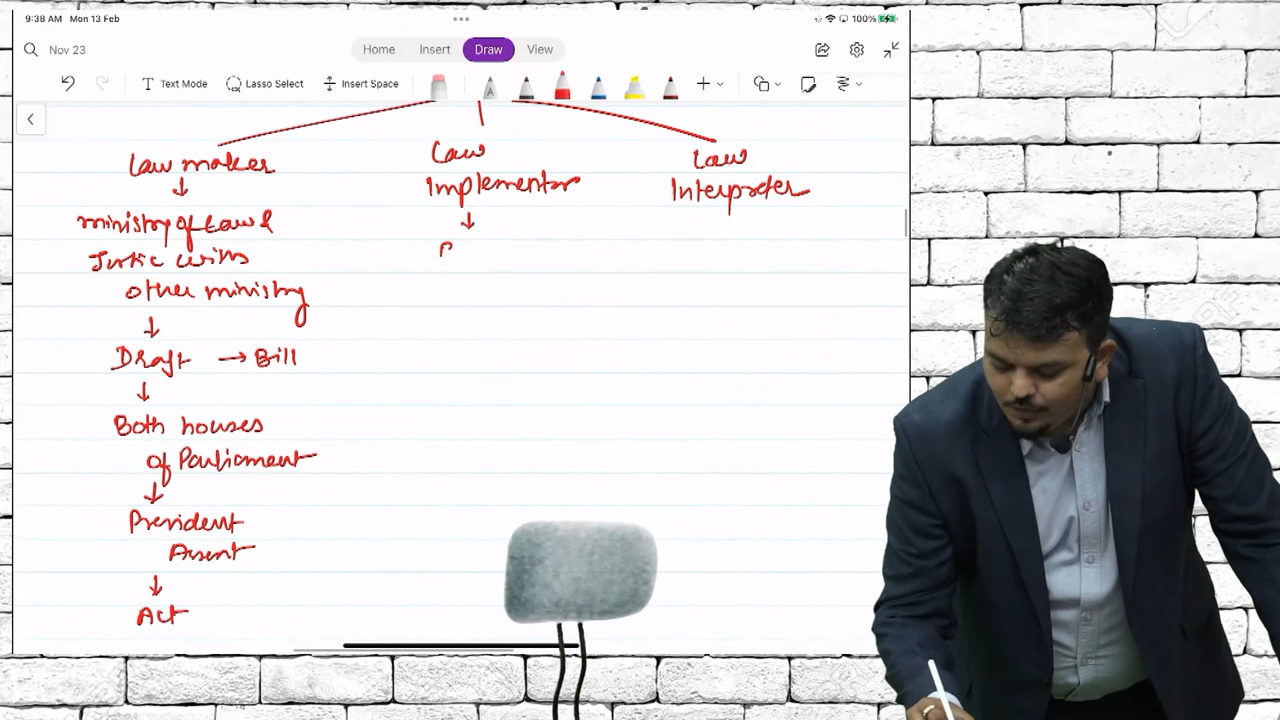 9:38 AM Mon 13 Feb
100%
Nov 23
Home Insert Draw View
Text Mode Lasso Select Insert Space
Law maker
Ministry of Law &
Justic with
other ministry
Draft → Bill
Both houses
of Parliament
President
Assent
Act
Law
Implementor
Law
Interpreter